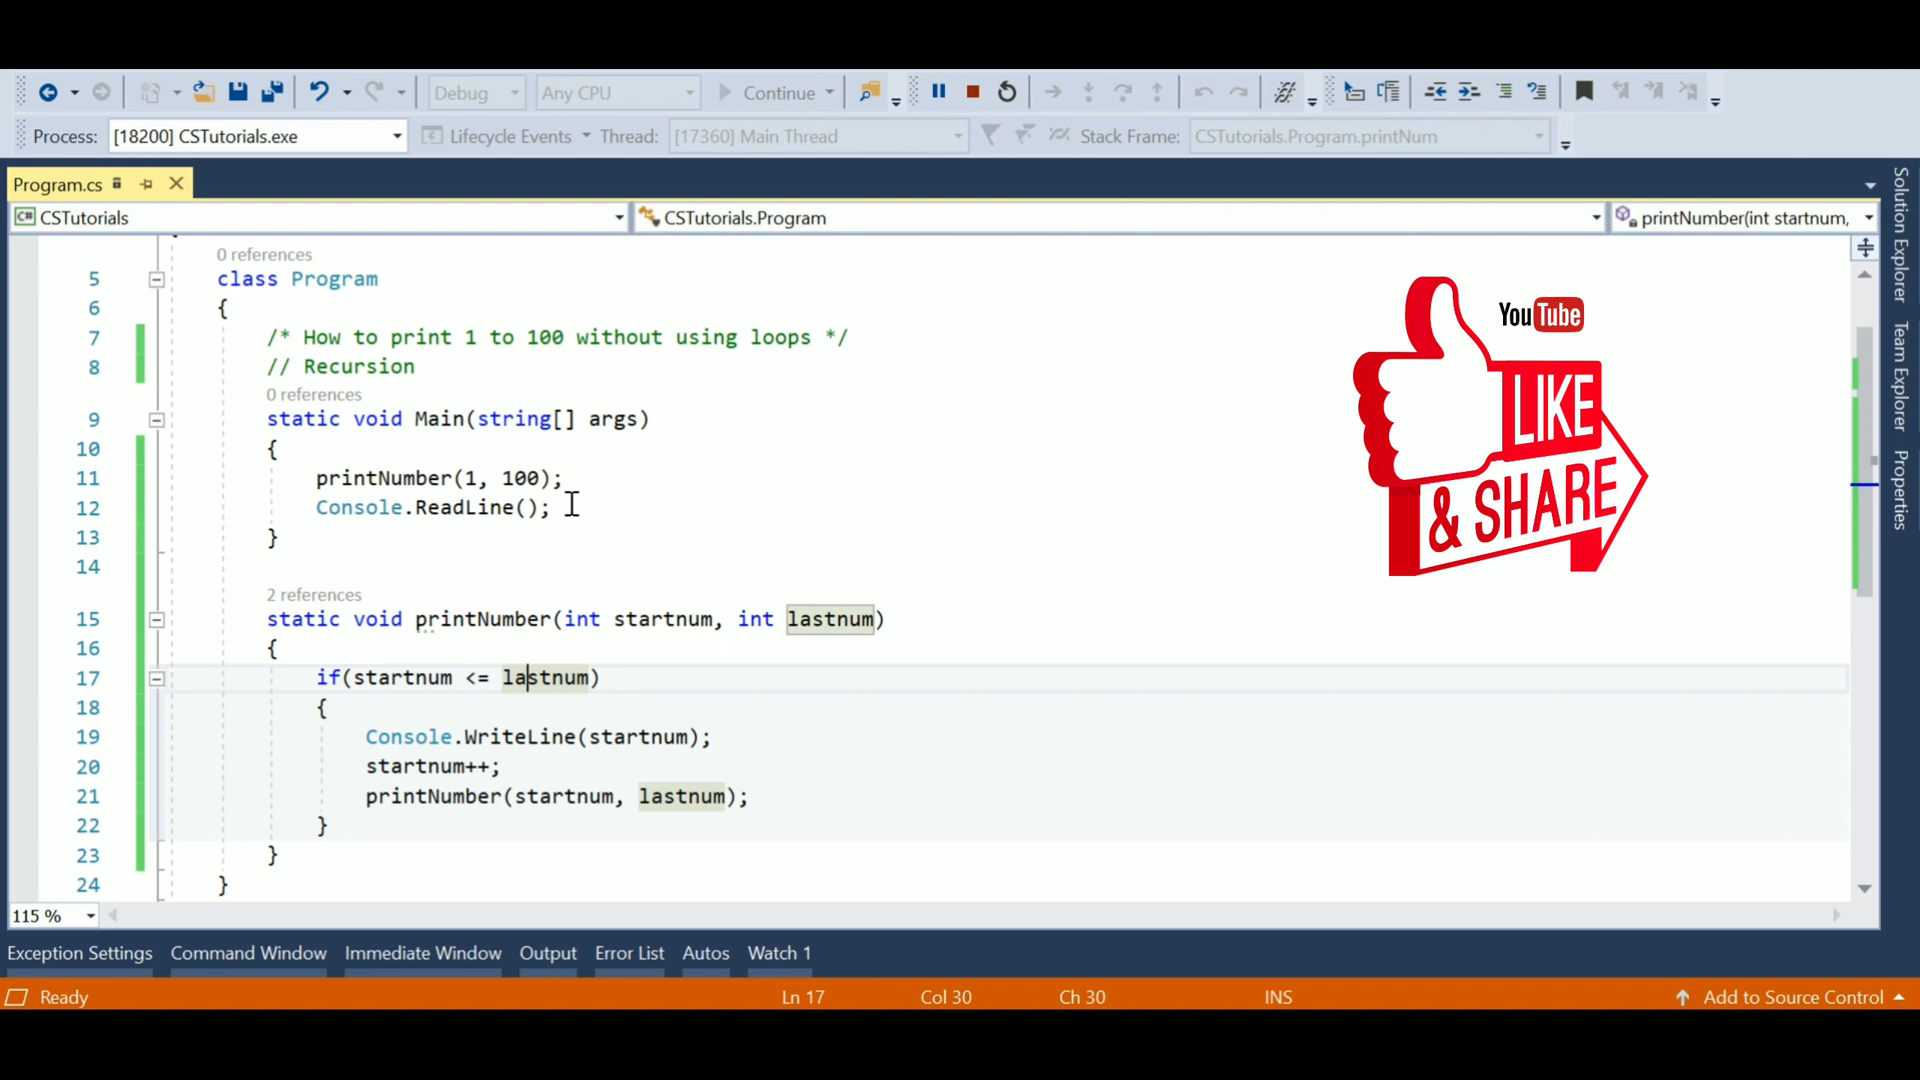 Debug Any CPU Continue
Process: [18200] CSTutorials.exe Lifecycle Events Thread: [17360] Main Thread Stack Frame: CSTutorials.Program.printNum
Program.cs
C# CSTutorials CSTutorials.Program printNumber(int startnum,
0 references
5 class Program
6 {
7 /* How to print 1 to 100 without using loops */
8 // Recursion
0 references
9 static void Main(string[] args)
10 {
11 printNumber(1, 100);
12 Console.ReadLine();
13 }
14
2 references
15 static void printNumber(int startnum, int lastnum)
16 {
17 if(startnum <= lastnum)
18 {
19 Console.WriteLine(startnum);
20 startnum++;
21 printNumber(startnum, lastnum);
22 }
23 }
24 }
YouTube
LIKE
& SHARE
Solution Explorer
Team Explorer
Properties
115 %
Exception Settings Command Window Immediate Window Output Error List Autos Watch 1
Ready Ln 17 Col 30 Ch 30 INS Add to Source Control